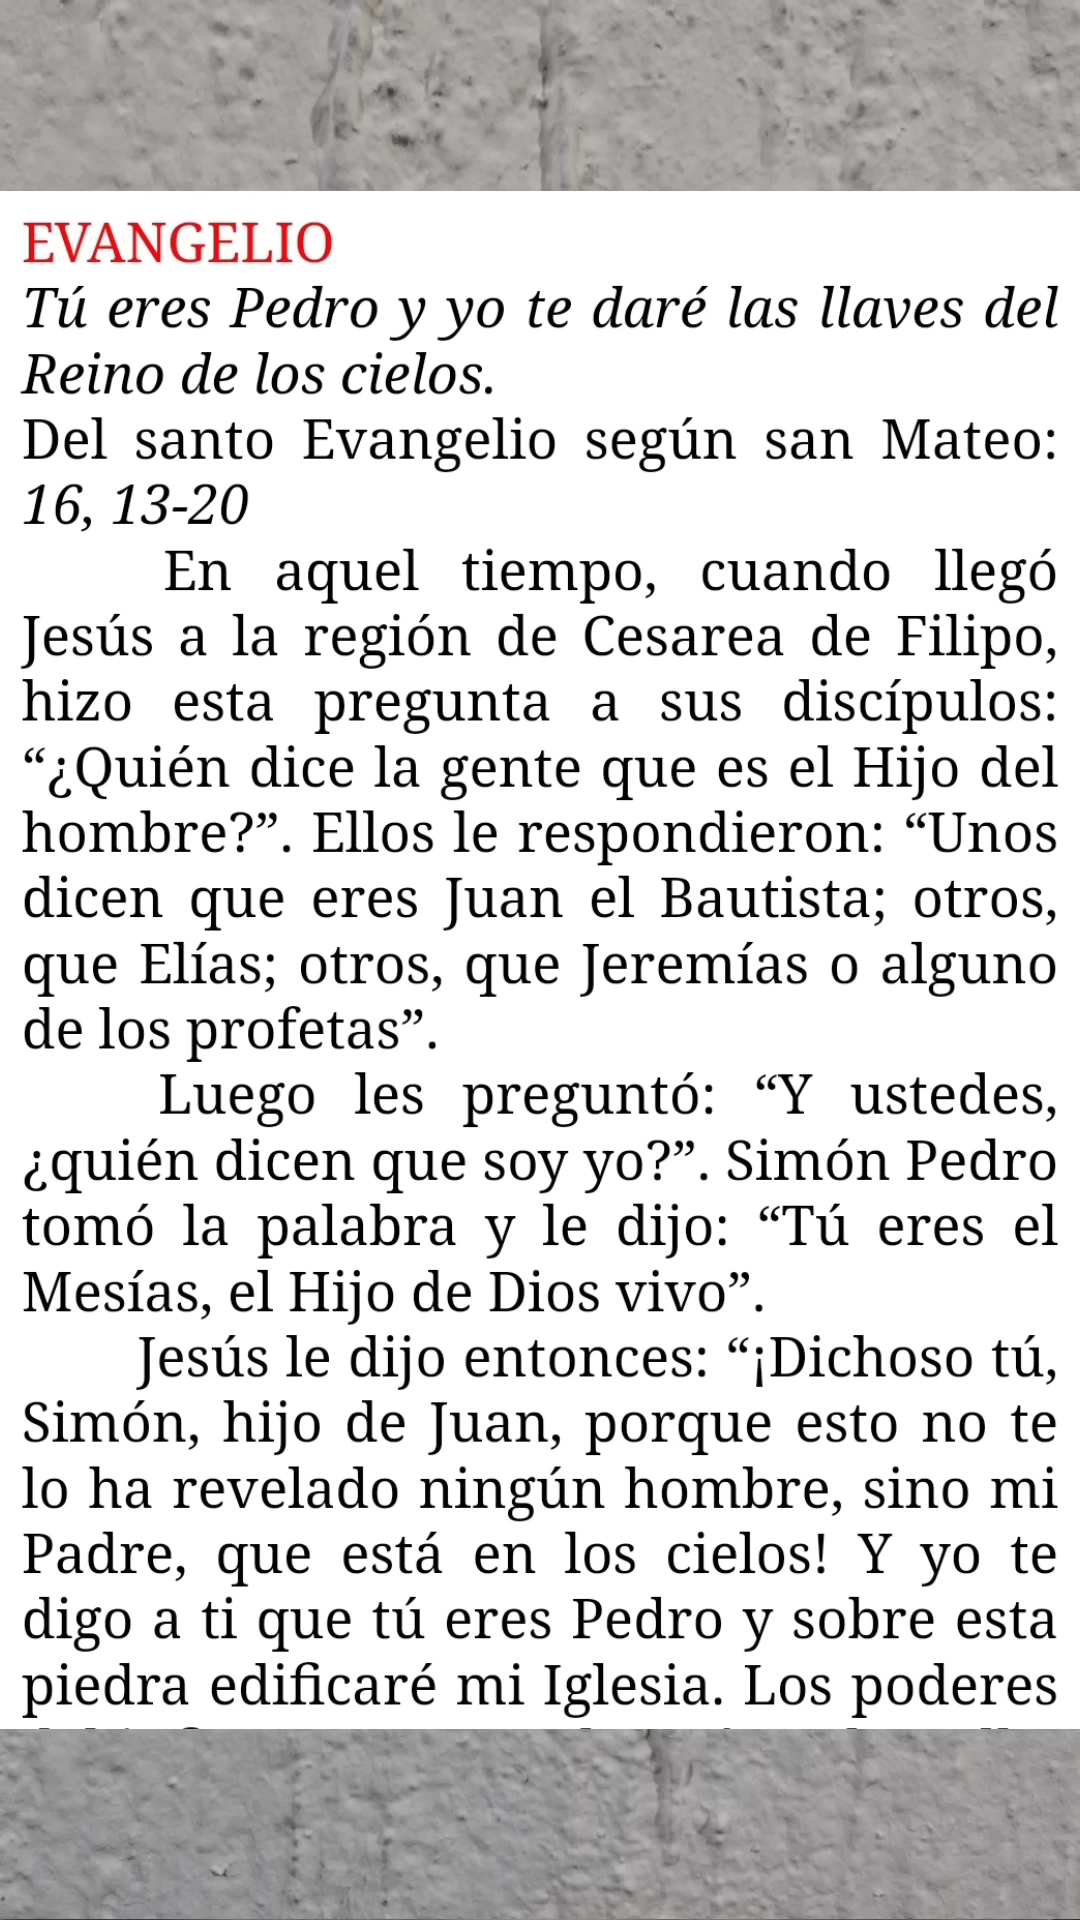 EVANGELIO
Tú eres Pedro y yo te daré las llaves del
Reino de los cielos.
Del santo Evangelio según san Mateo:
16, 13-20
En aquel tiempo, cuando llegó
Jesús a la región de Cesarea de Filipo,
hizo esta pregunta a sus discípulos:
“¿Quién dice la gente que es el Hijo del
hombre?”. Ellos le respondieron: “Unos
dicen que eres Juan el Bautista; otros,
que Elías; otros, que Jeremías o alguno
de los profetas”.
Luego les preguntó: “Y ustedes,
¿quién dicen que soy yo?”. Simón Pedro
tomó la palabra y le dijo: “Tú eres el
Mesías, el Hijo de Dios vivo”.
Jesús le dijo entonces: “¡Dichoso tú,
Simón, hijo de Juan, porque esto no te
lo ha revelado ningún hombre, sino mi
Padre, que está en los cielos! Y yo te
digo a ti que tú eres Pedro y sobre esta
piedra edificaré mi Iglesia. Los poderes